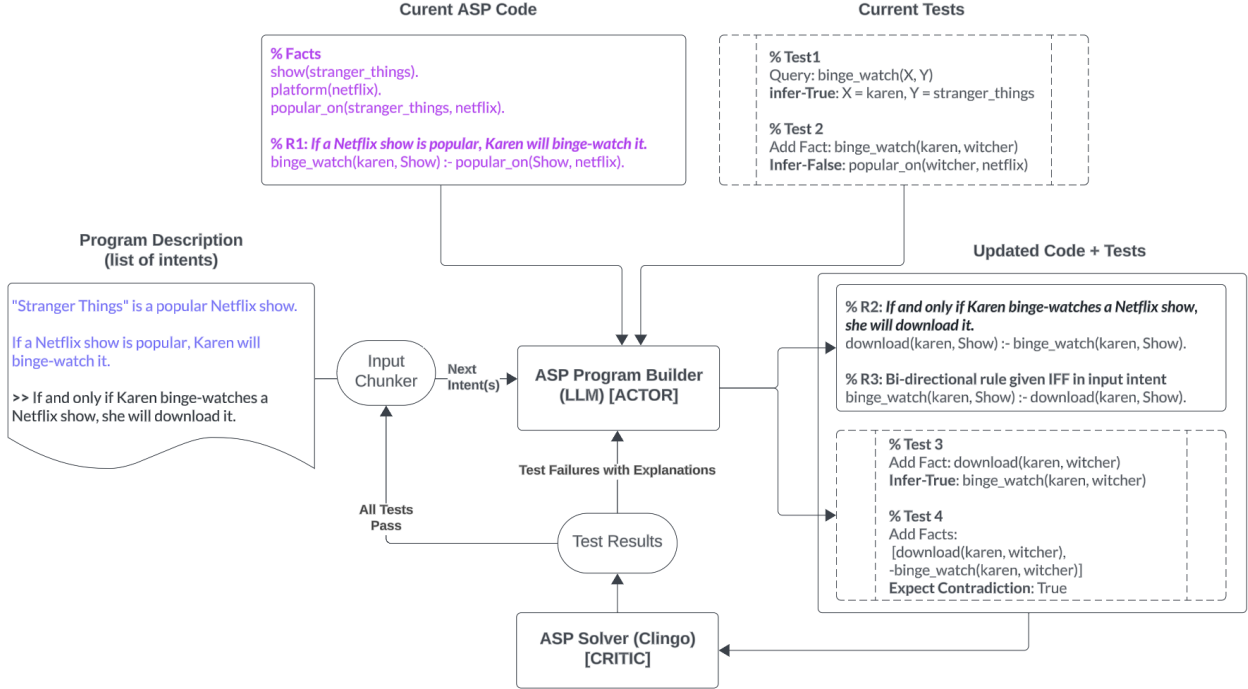 Curent ASP Code
% Facts
show(stranger_things).
platform(netflix).
popular_on(stranger_things, netflix).
% R1: If a Netflix show is popular, Karen will binge-watch it.
binge_watch(karen, Show) :- popular_on(Show, netflix).
Current Tests
% Test1
Query: binge_watch(X, Y)
infer-True: X = karen, Y = stranger_things
% Test 2
Add Fact: binge_watch(karen, witcher)
Infer-False: popular_on(witcher, netflix)
Program Description
(list of intents)
"Stranger Things" is a popular Netflix show.
If a Netflix show is popular, Karen will
binge-watch it.
>> If and only if Karen binge-watches a
Netflix show, she will download it.
Input
Chunker
Next
Intent(s)
ASP Program Builder
(LLM) [ACTOR]
Updated Code + Tests
% R2: If and only if Karen binge-watches a Netflix show,
she will download it.
download(karen, Show) :- binge_watch(karen, Show).
% R3: Bi-directional rule given IFF in input intent
binge_watch(karen, Show) :- download(karen, Show).
% Test 3
Add Fact: download(karen, witcher)
Infer-True: binge_watch(karen, witcher)
% Test 4
Add Facts:
[download(karen, witcher),
-binge_watch(karen, witcher)]
Expect Contradiction: True
Test Failures with Explanations
All Tests
Pass
Test Results
ASP Solver (Clingo)
[CRITIC]